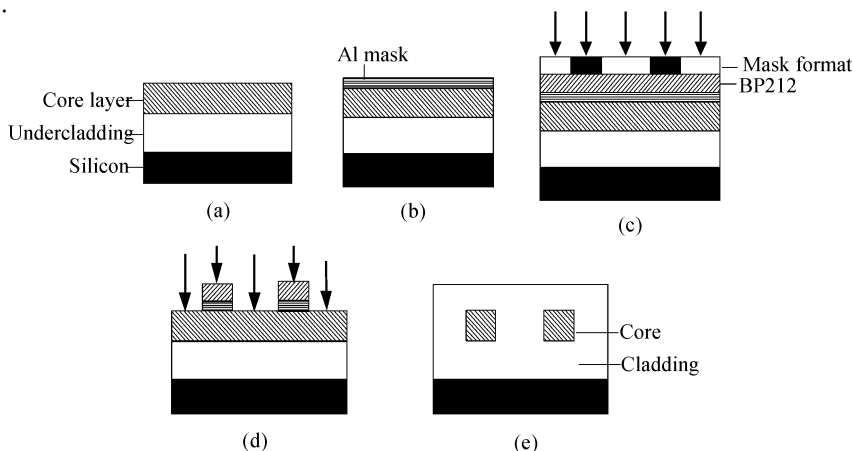 Core layer
Undercladding
Silicon
(a)
Al mask
(b)
Mask format
BP212
(c)
(d)
Core
Cladding
(e)